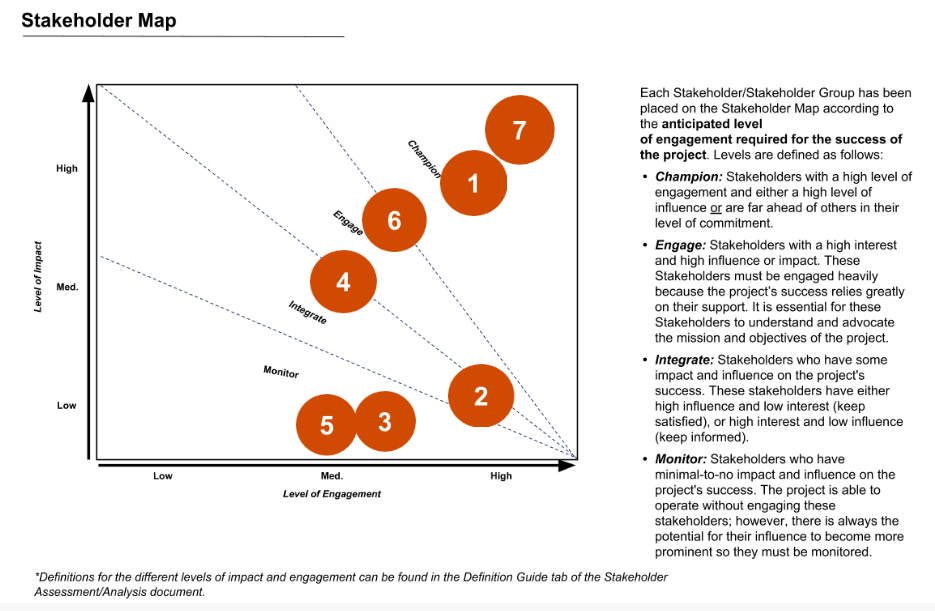 Stakeholder Map
Each Stakeholder/Stakeholder Group has been
placed on the Stakeholder Map according to
the anticipated level
of engagement required for the success of
the project. Levels are defined as follows:
• Champion: Stakeholders with a high level of
engagement and either a high level of
influence or are far ahead of others in their
level of commitment.
• Engage: Stakeholders with a high interest
and high influence or impact. These
Stakeholders must be engaged heavily
because the project's success relies greatly
on their support. It is essential for these
Stakeholders to understand and advocate
the mission and objectives of the project.
• Integrate: Stakeholders who have some
impact and influence on the project's
success. These stakeholders have either
high influence and low interest (keep
satisfied), or high interest and low influence
(keep informed).
• Monitor: Stakeholders who have
minimal-to-no impact and influence on the
project's success. The project is able to
operate without engaging these
stakeholders; however, there is always the
potential for their influence to become more
prominent so they must be monitored.
Level of Impact
High
Med.
Low
Champion
Engage
Integrate
Monitor
7
1
6
4
2
5
3
Low
Med.
High
Level of Engagement
*Definitions for the different levels of impact and engagement can be found in the Definition Guide tab of the Stakeholder
Assessment/Analysis document.